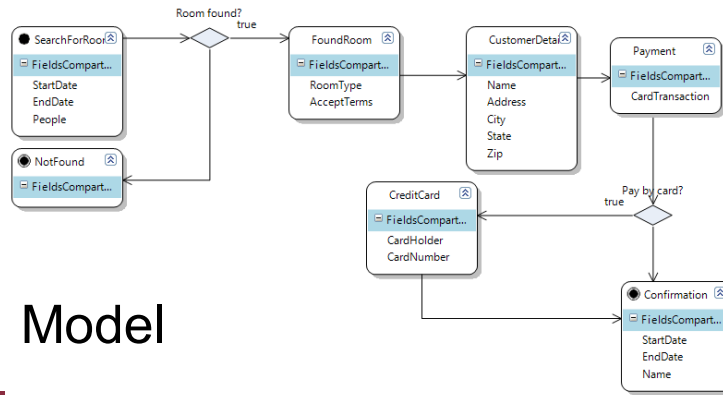 Room found?
true
SearchForRoom
FieldsCompart...
StartDate
EndDate
People
FoundRoom
FieldsCompart...
RoomType
AcceptTerms
CustomerDetai
FieldsCompart...
Name
Address
City
State
Zip
Payment
FieldsCompart...
CardTransaction
NotFound
FieldsCompart...
Pay by card?
true
CreditCard
FieldsCompart...
CardHolder
CardNumber
Confirmation
FieldsCompart...
StartDate
EndDate
Name
Model